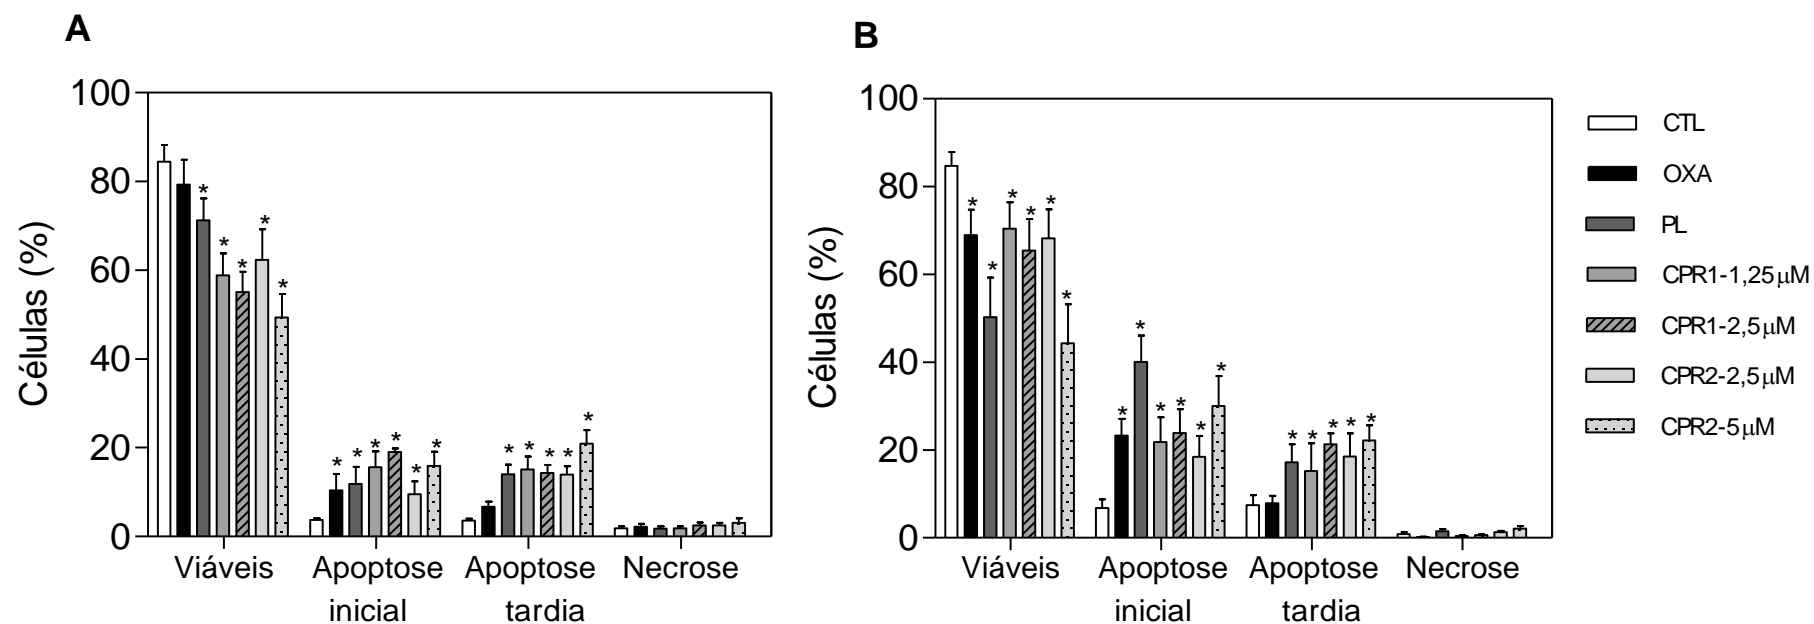 A
100
80
60
40
20
0
Células (%)
* * * * * *
* * * * * *
* * * * *
Viáveis
Apoptose
inicial
Apoptose
tardia
Necrose
B
100
80
60
40
20
0
Células (%)
* * * * * *
* * * * * *
* * * * *
Viáveis
Apoptose
inicial
Apoptose
tardia
Necrose
CTL
OXA
PL
CPR1-1,25μM
CPR1-2,5μM
CPR2-2,5μM
CPR2-5μM